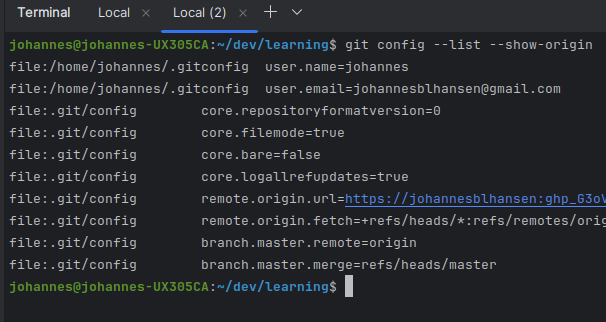 Terminal Local × Local (2) × +
johannes@johannes-UX305CA:~/dev/learning$ git config --list --show-origin
file:/home/johannes/.gitconfig user.name=johannes
file:/home/johannes/.gitconfig user.email=johannesblhansen@gmail.com
file:.git/config core.repositoryformatversion=0
file:.git/config core.filemode=true
file:.git/config core.bare=false
file:.git/config core.logallrefupdates=true
file:.git/config remote.origin.url=https://johannesblhansen:ghp_G3oV
file:.git/config remote.origin.fetch=+refs/heads/*:refs/remotes/orig
file:.git/config branch.master.remote=origin
file:.git/config branch.master.merge=refs/heads/master
johannes@johannes-UX305CA:~/dev/learning$